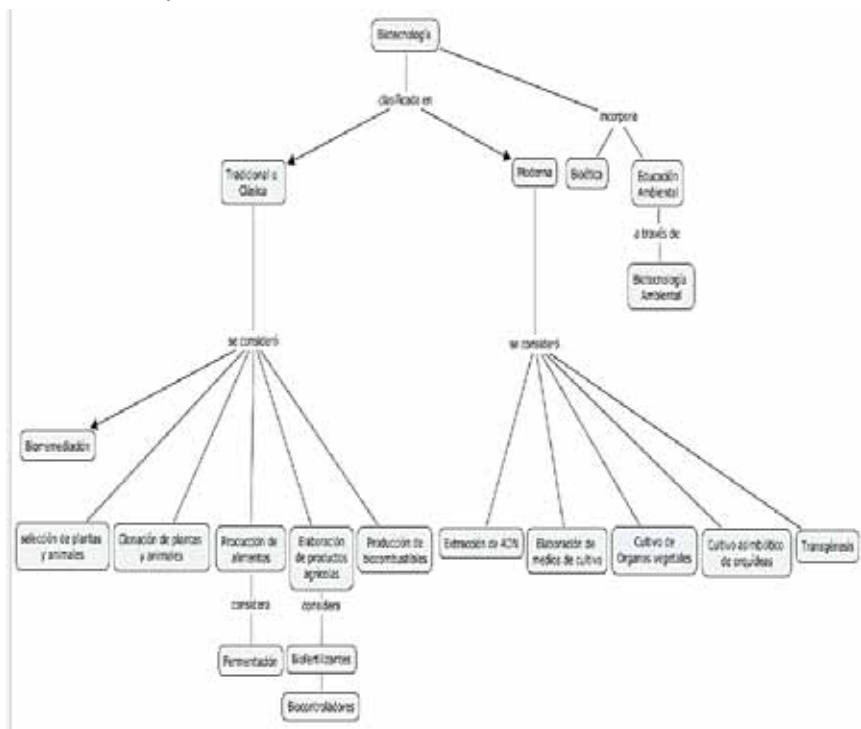 Biotecnología
clasificada en
incorpora
Tradicional o
Clásica
Moderna
Bioética
Educación
Ambiental
a través de
Biotecnología
Ambiental
se consideró
se consideró
Biorremediación
selección de plantas
y animales
Clonación de plantas
y animales
Producción de
alimentos
Elaboración
de productos
agrícolas
Producción de
biocombustibles
Extracción de ADN
Elaboración de
medios de cultivo
Cultivo de
Órganos vegetales
Cultivo asimbiótico
de orquídeas
Transgénesis
considera
considera
Fermentación
Biofertilizantes
Biocontroladores